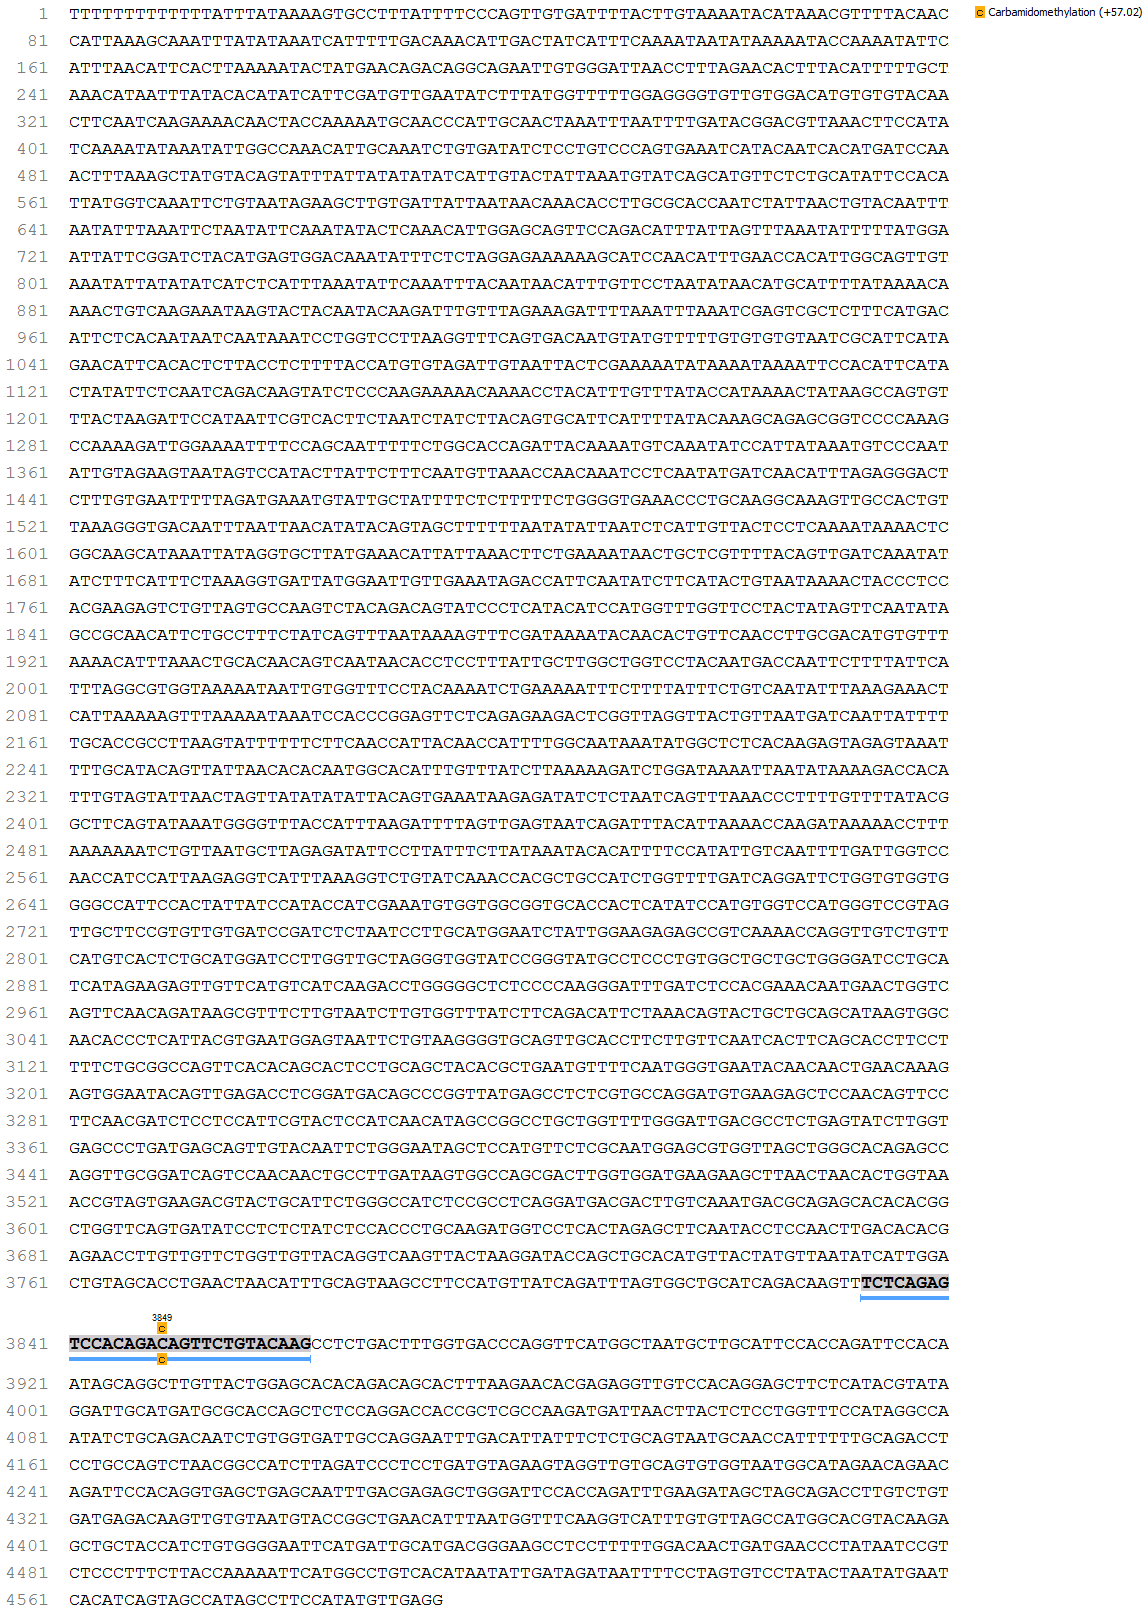 1 TTTTTTTTTTTTTTATTTATAAAAGTGCCTTTATTTTCCCAGTTGTGATTTTACTTGTAAAATACATAAACGTTTTACAAC
C Carbamidomethylation (+57.02)
81 CATTAAAGCAAATTTATATAAATCATTTTTGACAAACATTGACTATCATTTCAAAATAATATAAAAATACCAAAATATTC
161 ATTTAACATTCACTTAAAAATACTATGAACAGACAGGCAGAATTGTGGGATTAACCTTTAGAACACTTTACATTTTTGCT
241 AAACATAATTTATACACATATCATTCGATGTTGAATATCTTTATGGTTTTTGGAGGGGTGTTGTGGACATGTGTGTACAA
321 CTTCAATCAAGAAAACAACTACCAAAAATGCAACCCATTGCAACTAAATTTAATTTTGATACGGACGTTAAACTTCCATA
401 TCAAAATATAAATATTGGCCAAACATTGCAAATCTGTGATATCTCCTGTCCCAGTGAAATCATACAATCACATGATCCAA
481 ACTTTAAAGCTATGTACAGTATTTATTATATATATCATTGTACTATTAAATGTATCAGCATGTTCTCTGCATATTCCACA
561 TTATGGTCAAATTCTGTAATAGAAGCTTGTGATTATTAATAACAAACACCTTGCGCACCAATCTATTAACTGTACAATTT
641 AATATTTAAATTCTAATATTCAAATATACTCAAACATTGGAGCAGTTCCAGACATTTATTAGTTTAAATATTTTTATGGA
721 ATTATTCGGATCTACATGAGTGGACAAATATTTCTCTAGGAGAAAAAAGCATCCAACATTTGAACCACATTGGCAGTTGT
801 AAATATTATATATCATCTCATTTAAATATTCAAATTTACAATAACATTTGTTCCTAATATAACATGCATTTTATAAAACA
881 AAACTGTCAAGAAATAAGTACTACAATACAAGATTTGTTTAGAAAGATTTTAAATTTAAATCGAGTCGCTCTTTCATGAC
961 ATTCTCACAATAATCAATAAATCCTGGTCCTTAAGGTTTCAGTGACAATGTATGTTTTTGTGTGTGTAATCGCATTCATA
1041 GAACATTCACACTCTTACCTCTTTTACCATGTGTAGATTGTAATTACTCGAAAAATATAAAATAAAATTCCACATTCATA
1121 CTATATTCTCAATCAGACAAGTATCTCCCAAGAAAAACAAAACCTACATTTGTTTATACCATAAAACTATAAGCCAGTGT
1201 TTACTAAGATTCCATAATTCGTCACTTCTAATCTATCTTACAGTGCATTCATTTTATACAAAGCAGAGCGGTCCCCAAAG
1281 CCAAAAGATTGGAAAATTTTCCAGCAATTTTTCTGGCACCAGATTACAAAATGTCAAATATCCATTATAAATGTCCCAAT
1361 ATTGTAGAAGTAATAGTCCATACTTATTCTTTCAATGTTAAACCAACAAATCCTCAATATGATCAACATTTAGAGGGACT
1441 CTTTGTGAATTTTTAGATGAAATGTATTGCTATTTTCTCTTTTTCTGGGGTGAAACCCTGCAAGGCAAAGTTGCCACTGT
1521 TAAAGGGTGACAATTTAATTAACATATACAGTAGCTTTTTTAATATATTAATCTCATTGTTACTCCTCAAAATAAAACTC
1601 GGCAAGCATAAATTATAGGTGCTTATGAAACATTATTAAACTTCTGAAAATAACTGCTCGTTTTACAGTTGATCAAATAT
1681 ATCTTTCATTTCTAAAGGTGATTATGGAATTGTTGAAATAGACCATTCAATATCTTCATACTGTAATAAAACTACCCTCC
1761 ACGAAGAGTCTGTTAGTGCCAAGTCTACAGACAGTATCCCTCATACATCCATGGTTTGGTTCCTACTATAGTTCAATATA
1841 GCCGCAACATTCTGCCTTTCTATCAGTTTAATAAAAGTTTCGATAAAATACAACACTGTTCAACCTTGCGACATGTGTTT
1921 AAAACATTTAAACTGCACAACAGTCAATAACACCTCCTTTATTGCTTGGCTGGTCCTACAATGACCAATTCTTTTATTCA
2001 TTTAGGCGTGGTAAAAATAATTGTGGTTTCCTACAAAATCTGAAAAATTTCTTTTATTTCTGTCAATATTTAAAGAAACT
2081 CATTAAAAAGTTTAAAAATAAATCCACCCGGAGTTCTCAGAGAAGACTCGGTTAGGTTACTGTTAATGATCAATTATTTT
2161 TGCACCGCCTTAAGTATTTTTTCTTCAACCATTACAACCATTTTGGCAATAAATATGGCTCTCACAAGAGTAGAGTAAAT
2241 TTTGCATACAGTTATTAACACACAATGGCACATTTGTTTATCTTAAAAAGATCTGGATAAAATTAATATAAAAGACCACA
2321 TTTGTAGTATTAACTAGTTATATATATTACAGTGAAATAAGAGATATCTCTAATCAGTTTAAACCCTTTTGTTTTATACG
2401 GCTTCAGTATAAATGGGGTTTACCATTTAAGATTTTAGTTGAGTAATCAGATTTACATTAAAACCAAGATAAAAACCTTT
2481 AAAAAAATCTGTTAATGCTTAGAGATATTCCTTATTTCTTATAAATACACATTTTCCATATTGTCAATTTTGATTGGTCC
2561 AACCATCCATTAAGAGGTCATTTAAAGGTCTGTATCAAACCACGCTGCCATCTGGTTTTGATCAGGATTCTGGTGTGGTG
2641 GGGCCATTCCACTATTATCCATACCATCGAAATGTGGTGGCGGTGCACCACTCATATCCATGTGGTCCATGGGTCCGTAG
2721 TTGCTTCCGTGTTGTGATCCGATCTCTAATCCTTGCATGGAATCTATTGGAAGAGAGCCGTCAAAACCAGGTTGTCTGTT
2801 CATGTCACTCTGCATGGATCCTTGGTTGCTAGGGTGGTATCCGGGTATGCCTCCCTGTGGCTGCTGCTGGGGATCCTGCA
2881 TCATAGAAGAGTTGTTCATGTCATCAAGACCTGGGGGCTCTCCCCAAGGGATTTGATCTCCACGAAACAATGAACTGGTC
2961 AGTTCAACAGATAAGCGTTTCTTGTAATCTTGTGGTTTATCTTCAGACATTCTAAACAGTACTGCTGCAGCATAAGTGGC
3041 AACACCCTCATTACGTGAATGGAGTAATTCTGTAAGGGGTGCAGTTGCACCTTCTTGTTCAATCACTTCAGCACCTTCCT
3121 TTTCTGCGGCCAGTTCACACAGCACTCCTGCAGCTACACGCTGAATGTTTTCAATGGGTGAATACAACAACTGAACAAAG
3201 AGTGGAATACAGTTGAGACCTCGGATGACAGCCCGGTTATGAGCCTCTCGTGCCAGGATGTGAAGAGCTCCAACAGTTCC
3281 TTCAACGATCTCCTCCATTCGTACTCCATCAACATAGCCGGCCTGCTGGTTTTGGGATTGACGCCTCTGAGTATCTTGGT
3361 GAGCCCTGATGAGCAGTTGTACAATTCTGGGAATAGCTCCATGTTCTCGCAATGGAGCGTGGTTAGCTGGGCACAGAGCC
3441 AGGTTGCGGATCAGTCCAACAACTGCCTTGATAAGTGGCCAGCGACTTGGTGGATGAAGAAGCTTAACTAACACTGGTAA
3521 ACCGTAGTGAAGACGTACTGCATTCTGGGCCATCTCCGCCTCAGGATGACGACTTGTCAAATGACGCAGAGCACACACGG
3601 CTGGTTCAGTGATATCCTCTCTATCTCCACCCTGCAAGATGGTCCTCACTAGAGCTTCAATACCTCCAACTTGACACACG
3681 AGAACCTTGTTGTTCTGGTTGTTACAGGTCAAGTTACTAAGGATACCAGCTGCACATGTTACTATGTTAATATCATTGGA
3761 CTGTAGCACCTGAACTAACATTTGCAGTAAGCCTTCCATGTTATCAGATTTAGTGGCTGCATCAGACAAGTTTCTCAGAG
3849
C
3841 TCCACAGACAGTTCTGTACAAGCCTCTGACTTTGGTGACCCAGGTTCATGGCTAATGCTTGCATTCCACCAGATTCCACA
C
3921 ATAGCAGGCTTGTTACTGGAGCACACAGACAGCACTTTAAGAACACGAGAGGTTGTCCACAGGAGCTTCTCATACGTATA
4001 GGATTGCATGATGCGCACCAGCTCTCCAGGACCACCGCTCGCCAAGATGATTAACTTACTCTCCTGGTTTCCATAGGCCA
4081 ATATCTGCAGACAATCTGTGGTGATTGCCAGGAATTTGACATTATTTCTCTGCAGTAATGCAACCATTTTTTGCAGACCT
4161 CCTGCCAGTCTAACGGCCATCTTAGATCCCTCCTGATGTAGAAGTAGGTTGTGCAGTGTGGTAATGGCATAGAACAGAAC
4241 AGATTCCACAGGTGAGCTGAGCAATTTGACGAGAGCTGGGATTCCACCAGATTTGAAGATAGCTAGCAGACCTTGTCTGT
4321 GATGAGACAAGTTGTGTAATGTACCGGCTGAACATTTAATGGTTTCAAGGTCATTTGTGTTAGCCATGGCACGTACAAGA
4401 GCTGCTACCATCTGTGGGGAATTCATGATTGCATGACGGGAAGCCTCCTTTTTGGACAACTGATGAACCCTATAATCCGT
4481 CTCCCTTTCTTACCAAAAATTCATGGCCTGTCACATAATATTGATAGATAATTTTCCTAGTGTCCTATACTAATATGAAT
4561 CACATCAGTAGCCATAGCCTTCCATATGTTGAGG